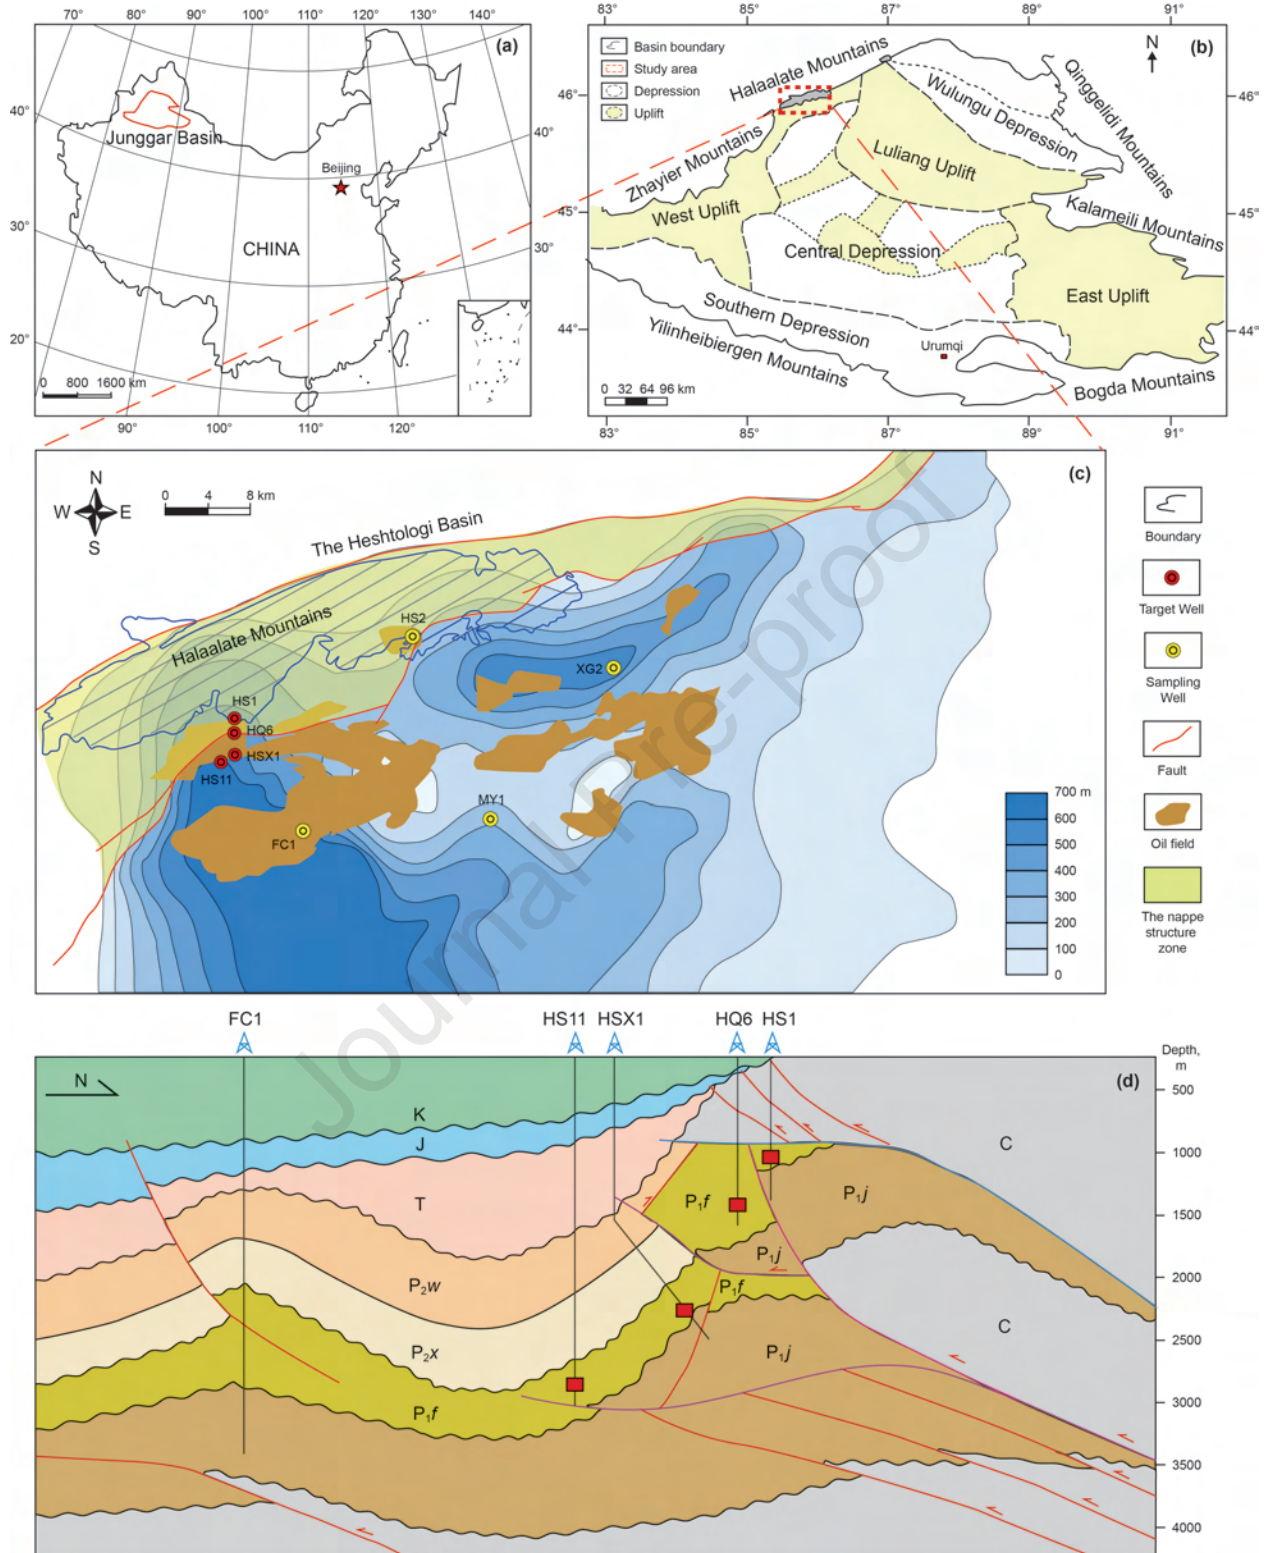 70°
80°
90°
100°
110°
120°
130°
140°
(a)
40°
30°
20°
40°
30°
Junggar Basin
Beijing
CHINA
0 800 1600 km
90°
100°
110°
120°
83°
85°
87°
89°
91°
(b)
N
Basin boundary
Study area
Depression
Uplift
46°
45°
44°
46°
45°
44°
Halaalate Mountains
Wulungu Depression
Qinggelidi Mountains
Zhayier Mountains
Luliang Uplift
West Uplift
Kalameili Mountains
Central Depression
East Uplift
Southern Depression
Yilinheibiergen Mountains
Urumqi
Bogda Mountains
0 32 64 96 km
83°
85°
87°
89°
91°
(c)
N
W E
S
0 4 8 km
The Heshtologi Basin
Halaalate Mountains
HS2
XG2
HS1
HQ6
HSX1
HS11
MY1
FC1
700 m
600
500
400
300
200
100
0
Boundary
Target Well
Sampling
Well
Fault
Oil field
The nappe
structure
zone
Journal Pre-proof
FC1
HS11
HSX1
HQ6
HS1
Depth,
m
(d)
N
K
J
T
P₂w
P₂x
P₁f
P₁f
P₁j
P₁f
P₁j
P₁j
C
C
500
1000
1500
2000
2500
3000
3500
4000